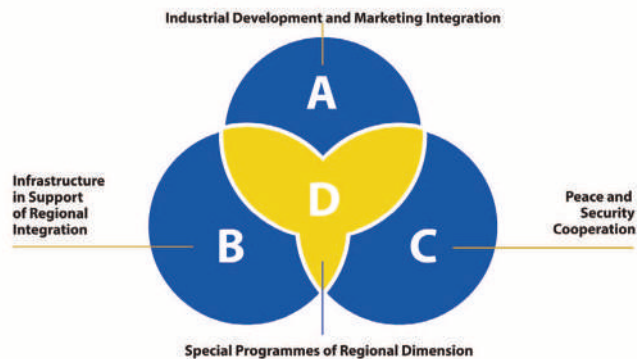 Industrial Development and Marketing Integration
A
Infrastructure
in Support
of Regional
Integration
D
Peace and
Security
Cooperation
B
C
Special Programmes of Regional Dimension